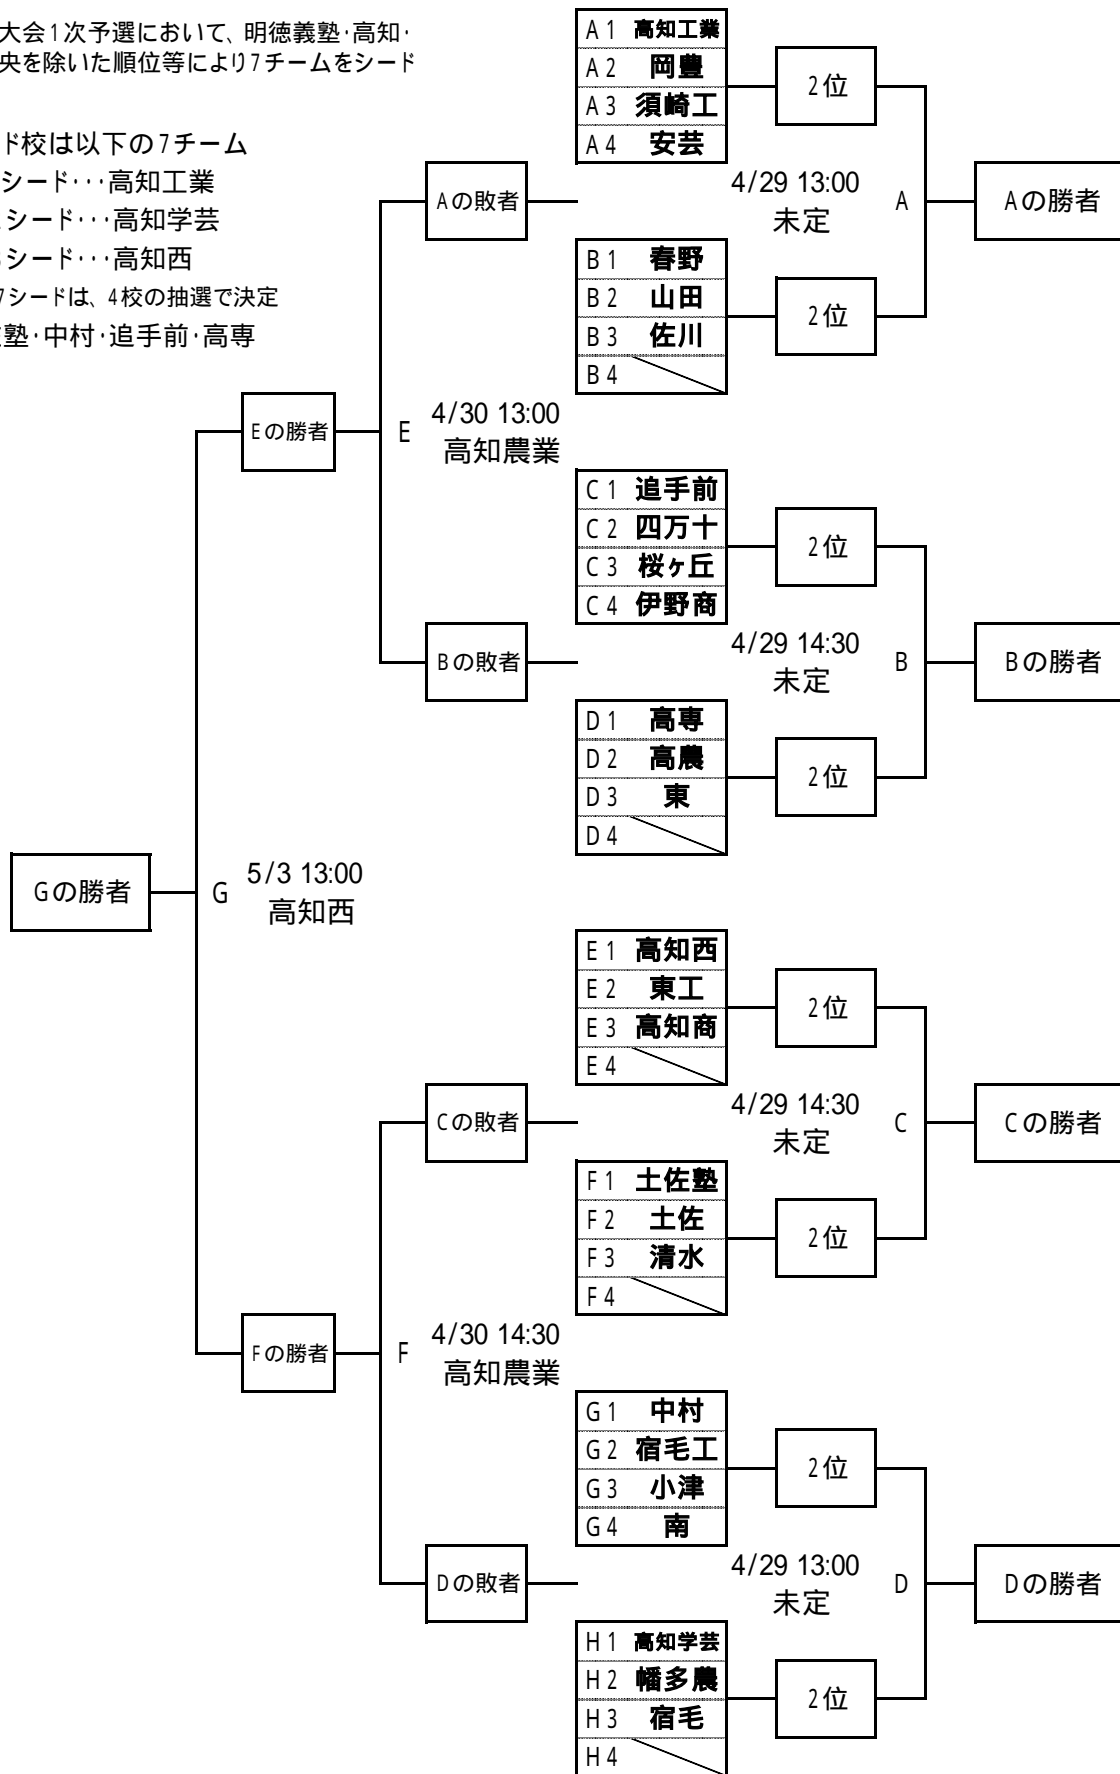 大会1次予選において、明徳義塾・高知・
央を除いた順位等により7チームをシード
ド校は以下の7チーム
シード・・・高知工業
シード・・・高知学芸
シード・・・高知西
7シードは、4校の抽選で決定
塾・中村・追手前・高専
A1 高知工業
A2 岡豊
A3 須崎工
A4 安芸
2位
Aの敗者
4/29 13:00
未定
A
Aの勝者
B1 春野
B2 山田
B3 佐川
B4
2位
Eの勝者
E
4/30 13:00
高知農業
C1 追手前
C2 四万十
C3 桜ヶ丘
C4 伊野商
2位
Bの敗者
4/29 14:30
未定
B
Bの勝者
D1 高専
D2 高農
D3 東
D4
2位
Gの勝者
G
5/3 13:00
高知西
E1 高知西
E2 東工
E3 高知商
E4
2位
Cの敗者
4/29 14:30
未定
C
Cの勝者
F1 土佐塾
F2 土佐
F3 清水
F4
2位
Fの勝者
F
4/30 14:30
高知農業
G1 中村
G2 宿毛工
G3 小津
G4 南
2位
Dの敗者
4/29 13:00
未定
D
Dの勝者
H1 高知学芸
H2 幡多農
H3 宿毛
H4
2位